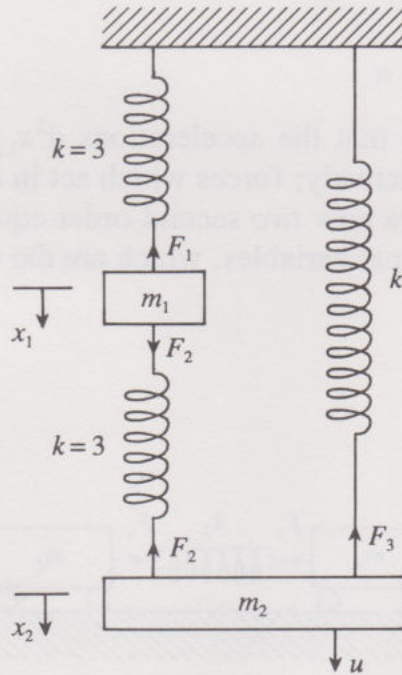 k = 3
F₁
m₁
x₁
F₂
k
k = 3
F₂
F₃
m₂
x₂
u